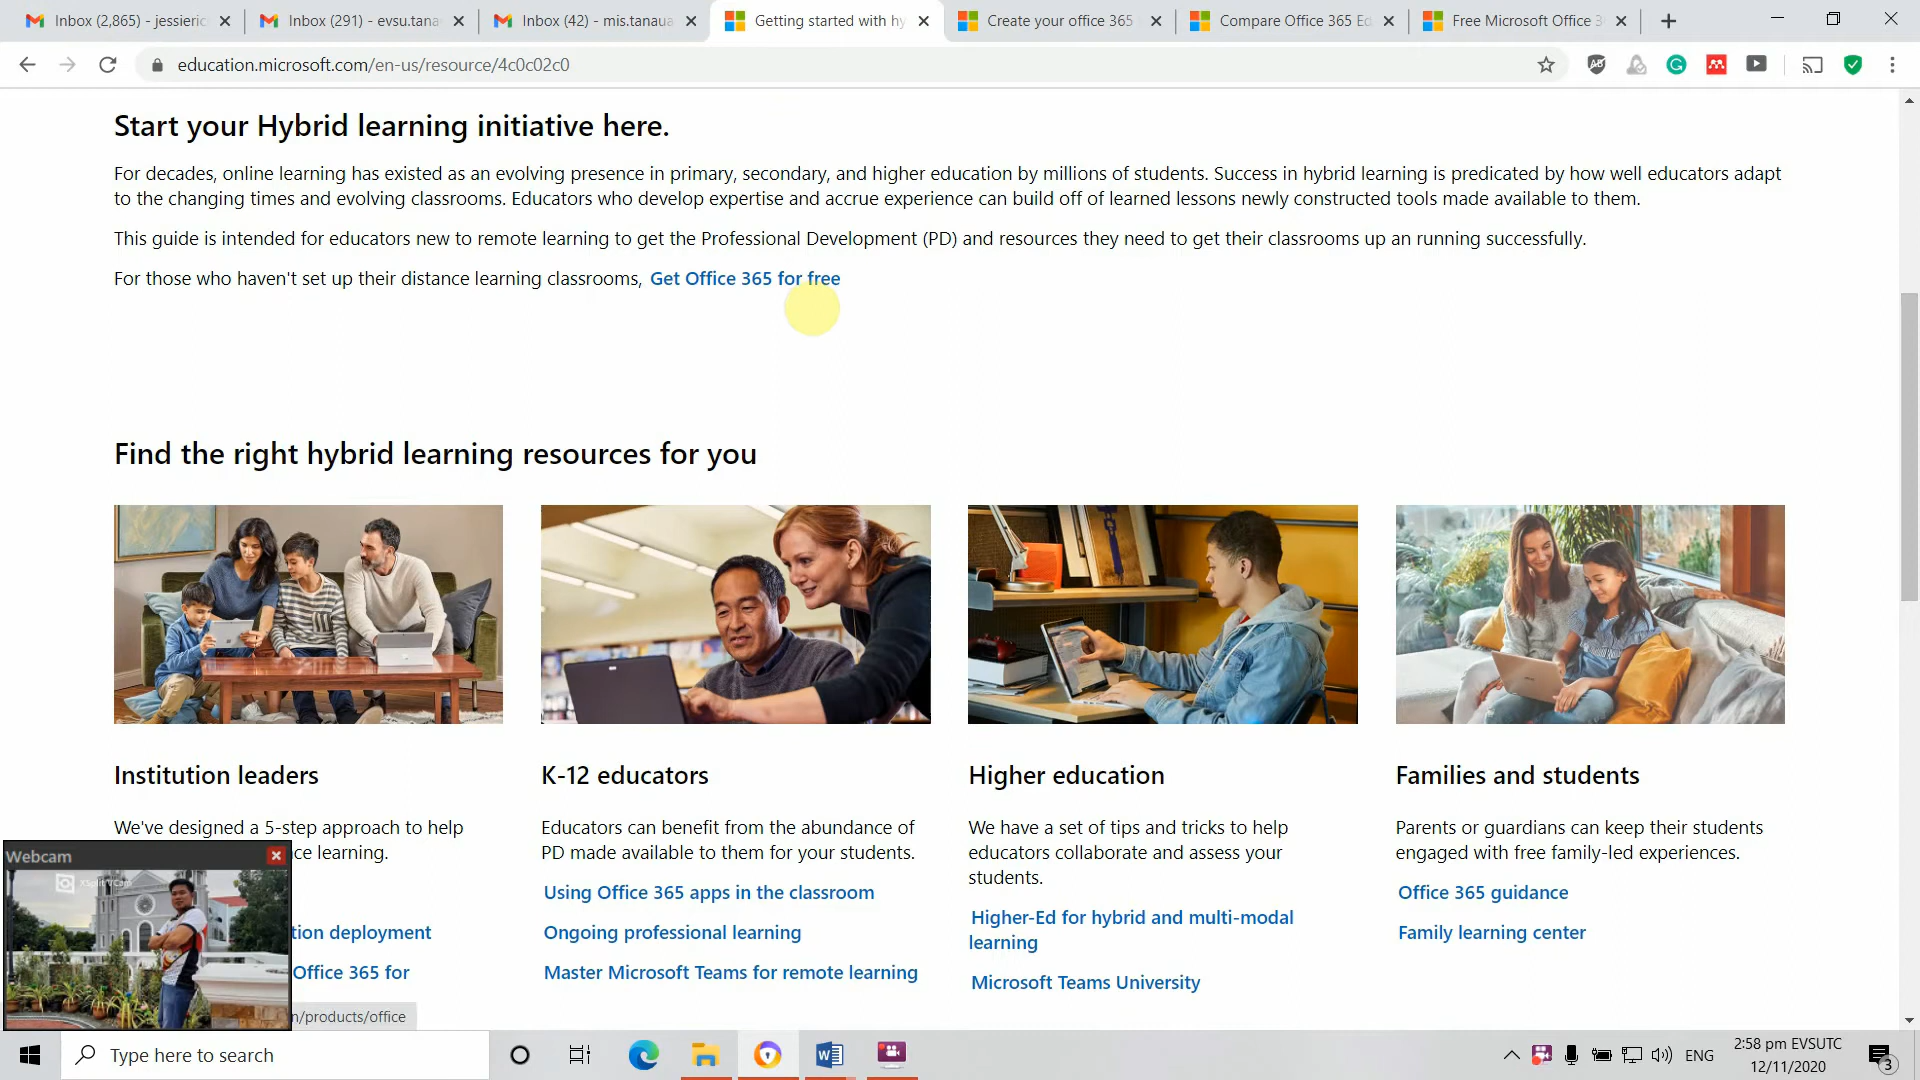 Inbox (2,865) - jessieric
Inbox (291) - evsu.tana
Inbox (42) - mis.tanaua
Getting started with hy
Create your office 365
Compare Office 365 Ed
Free Microsoft Office 3
education.microsoft.com/en-us/resource/4c0c02c0
Start your Hybrid learning initiative here.
For decades, online learning has existed as an evolving presence in primary, secondary, and higher education by millions of students. Success in hybrid learning is predicated by how well educators adapt
to the changing times and evolving classrooms. Educators who develop expertise and accrue experience can build off of learned lessons newly constructed tools made available to them.
This guide is intended for educators new to remote learning to get the Professional Development (PD) and resources they need to get their classrooms up an running successfully.
For those who haven't set up their distance learning classrooms, Get Office 365 for free
Find the right hybrid learning resources for you
Institution leaders
We've designed a 5-step approach to help
ce learning.
tion deployment
Office 365 for
K-12 educators
Educators can benefit from the abundance of
PD made available to them for your students.
Using Office 365 apps in the classroom
Ongoing professional learning
Master Microsoft Teams for remote learning
Higher education
We have a set of tips and tricks to help
educators collaborate and assess your
students.
Higher-Ed for hybrid and multi-modal
learning
Microsoft Teams University
Families and students
Parents or guardians can keep their students
engaged with free family-led experiences.
Office 365 guidance
Family learning center
Webcam
XSplit VCam
n/products/office
Type here to search
ENG
2:58 pm EVSUTC
12/11/2020
3